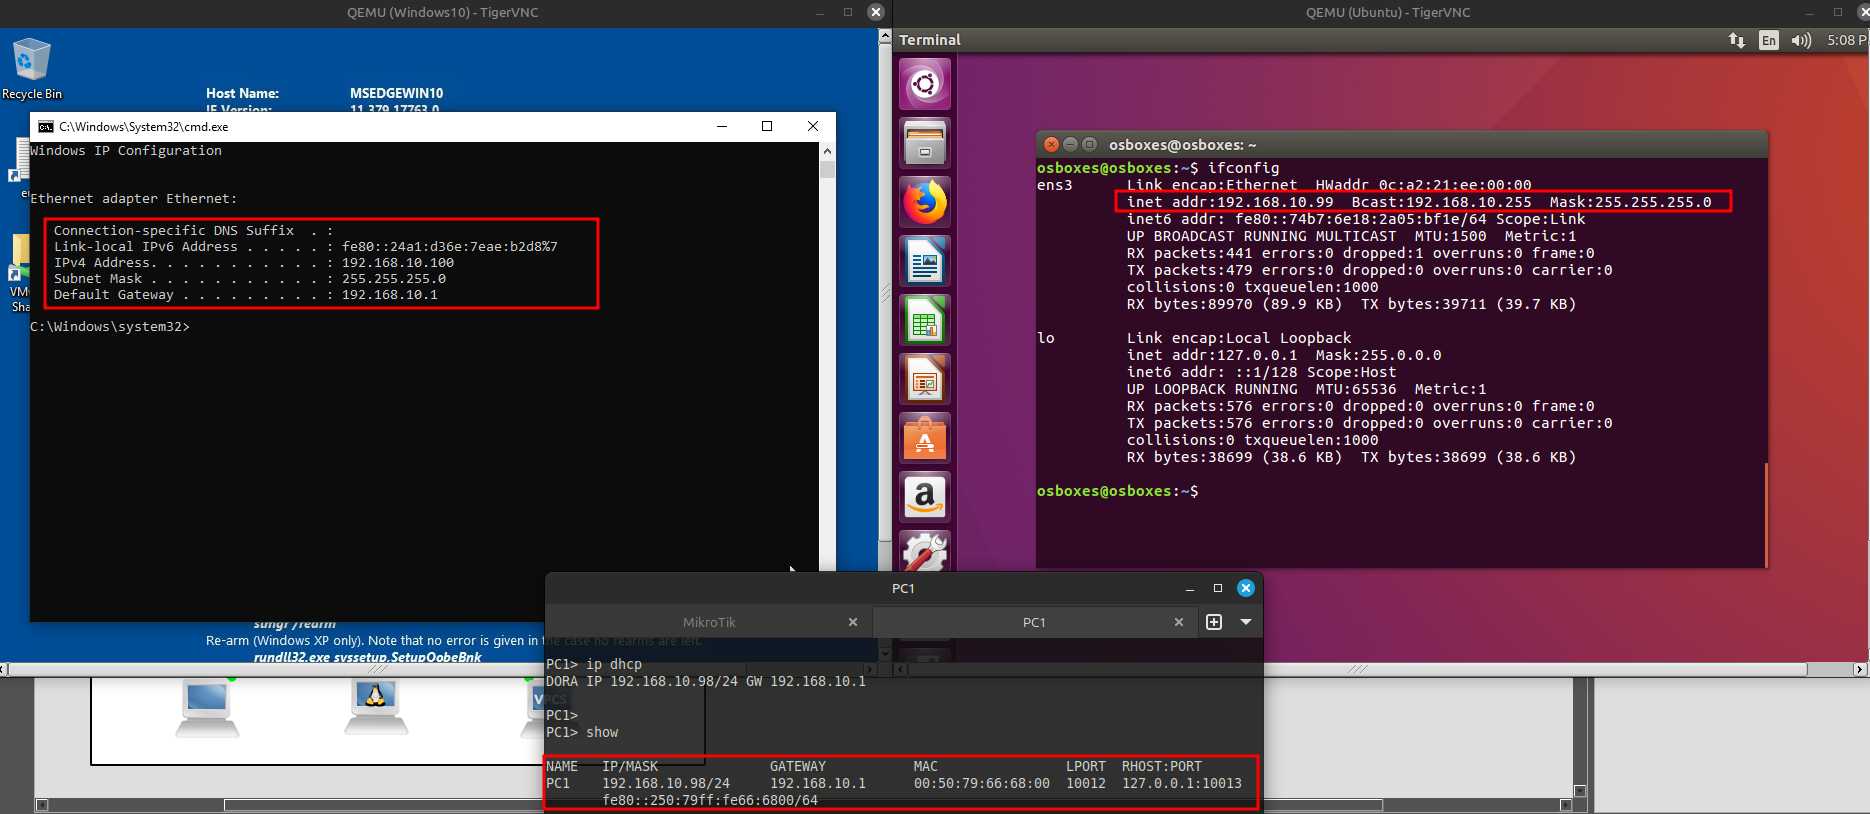 QEMU (Windows10) - TigerVNC
QEMU (Ubuntu) - TigerVNC
Terminal
En
5:08 P
Recycle Bin
Host Name: MSEDGEWIN10
IE Version: 11.379.17763.0
C:\Windows\System32\cmd.exe
Windows IP Configuration
Ethernet adapter Ethernet:
Connection-specific DNS Suffix . :
Link-local IPv6 Address . . . . . : fe80::24a1:d36e:7eae:b2d8%7
IPv4 Address. . . . . . . . . . . : 192.168.10.100
Subnet Mask . . . . . . . . . . . : 255.255.255.0
Default Gateway . . . . . . . . . : 192.168.10.1
C:\Windows\system32>
e
VM
Sha
slmgr /rearm
Re-arm (Windows XP only). Note that no error is given in the case no rearms are left.
rundll32.exe syssetup,SetupOobeBnk
osboxes@osboxes: ~
osboxes@osboxes:~$ ifconfig
ens3 Link encap:Ethernet HWaddr 0c:a2:21:ee:00:00
inet addr:192.168.10.99 Bcast:192.168.10.255 Mask:255.255.255.0
inet6 addr: fe80::74b7:6e18:2a05:bf1e/64 Scope:Link
UP BROADCAST RUNNING MULTICAST MTU:1500 Metric:1
RX packets:441 errors:0 dropped:1 overruns:0 frame:0
TX packets:479 errors:0 dropped:0 overruns:0 carrier:0
collisions:0 txqueuelen:1000
RX bytes:89970 (89.9 KB) TX bytes:39711 (39.7 KB)
lo Link encap:Local Loopback
inet addr:127.0.0.1 Mask:255.0.0.0
inet6 addr: ::1/128 Scope:Host
UP LOOPBACK RUNNING MTU:65536 Metric:1
RX packets:576 errors:0 dropped:0 overruns:0 frame:0
TX packets:576 errors:0 dropped:0 overruns:0 carrier:0
collisions:0 txqueuelen:1000
RX bytes:38699 (38.6 KB) TX bytes:38699 (38.6 KB)
osboxes@osboxes:~$
PC1
MikroTik
PC1
PC1> ip dhcp
DORA IP 192.168.10.98/24 GW 192.168.10.1
VPCS
PC1>
PC1> show
NAME IP/MASK GATEWAY MAC LPORT RHOST:PORT
PC1 192.168.10.98/24 192.168.10.1 00:50:79:66:68:00 10012 127.0.0.1:10013
fe80::250:79ff:fe66:6800/64